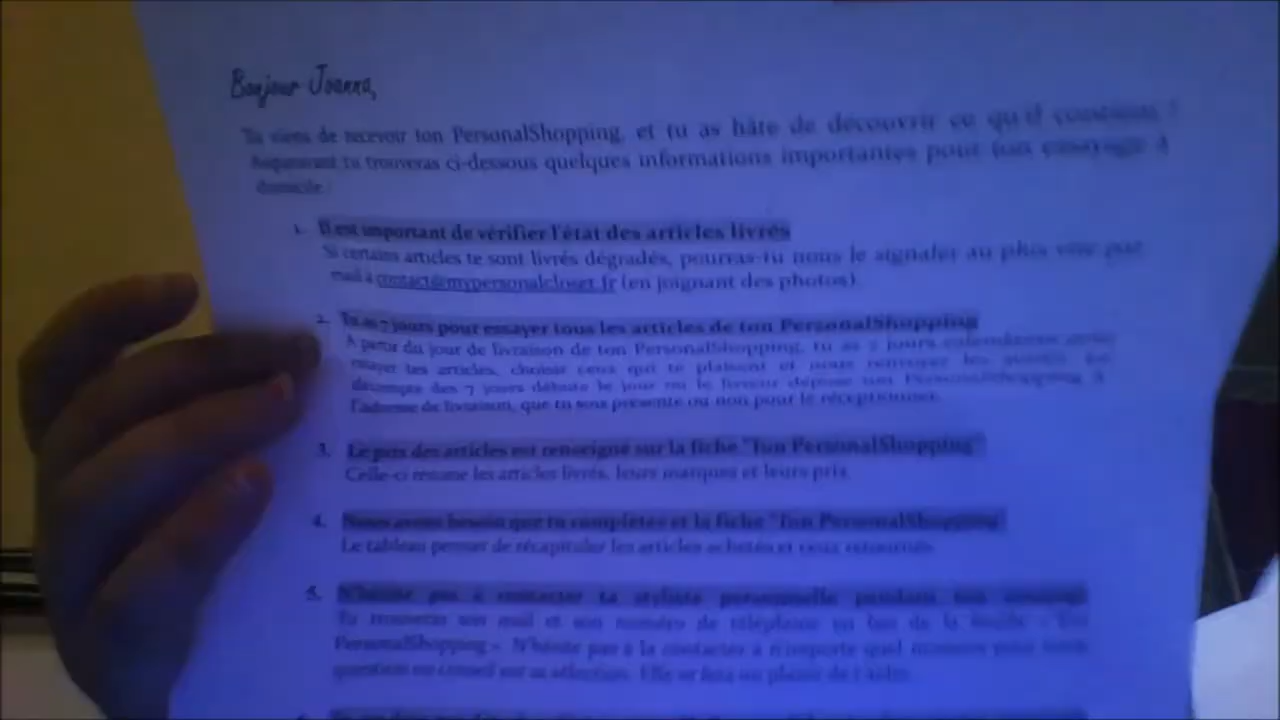 Bonjour Joanna,
Tu viens de recevoir ton PersonalShopping, et tu as hâte de découvrir ce qu'il contient !
tu trouveras ci-dessous quelques informations importantes pour ton essayage à
domicile :
1. Il est important de vérifier l'état des articles livrés
Si certains articles te sont livrés dégradés, pourras-tu nous le signaler au plus vite par
mail à contact@mypersonalcloset.fr (en joignant des photos).
2. Tu as 7 jours pour essayer tous les articles de ton PersonalShopping
A partir du jour de livraison de ton PersonalShopping, tu as 7 jours calendaires pour
essayer les articles, choisir ceux qui te plaisent et nous renvoyer les autres. Le
décompte des 7 jours débute le jour où le livreur dépose ton PersonalShopping à
l'adresse de livraison, que tu sois présente ou non pour le réceptionner.
3. Le prix des articles est renseigné sur la fiche "Ton PersonalShopping"
Celle-ci résume les articles livrés, leurs marques et leurs prix.
4. Nous avons besoin que tu complètes et la fiche "Ton PersonalShopping"
Le tableau permet de récapituler les articles achetés et ceux retournés.
5. N'hésite pas à contacter ta styliste personnelle pendant ton essayage
Tu trouveras son mail et son numéro de téléphone en bas de la feuille « Ton
PersonalShopping ». N'hésite pas à la contacter à n'importe quel moment pour toute
question ou conseil sur sa sélection. Elle se fera un plaisir de t'aider.